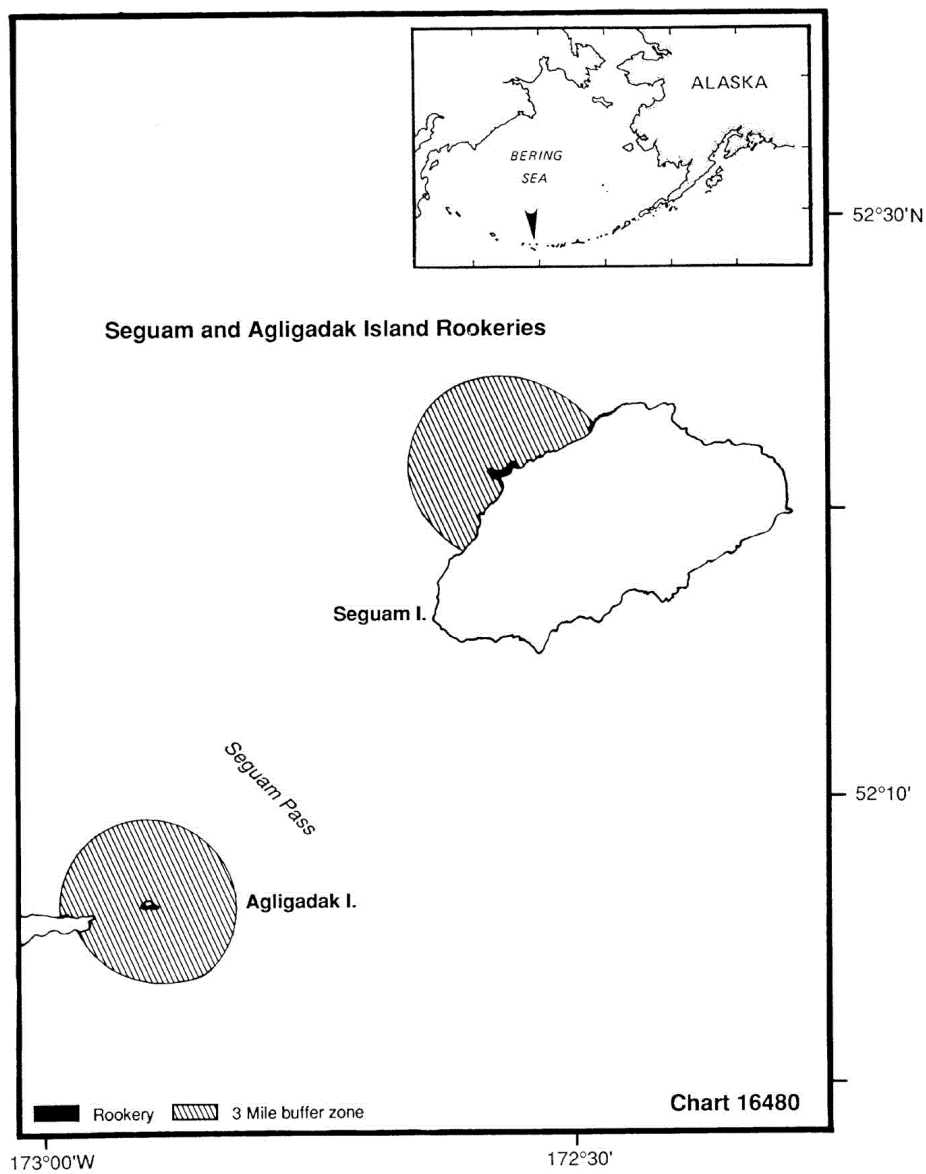 ALASKA
BERING
SEA
52°30'N
Seguam and Agligadak Island Rookeries
Seguam I.
Seguam Pass
52°10'
Agligadak I.
Rookery
3 Mile buffer zone
Chart 16480
173°00'W
172°30'